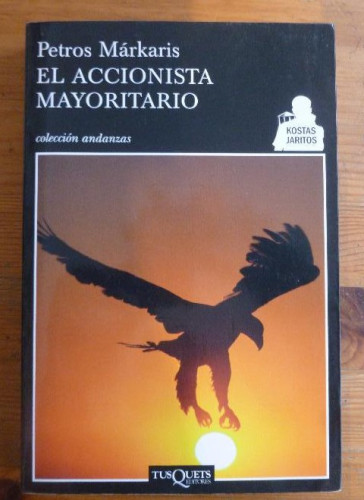 Petros Márkaris
EL ACCIONISTA
MAYORITARIO
colección andanzas
KOSTAS
JARITOS
TUSQUETS
EDITORES